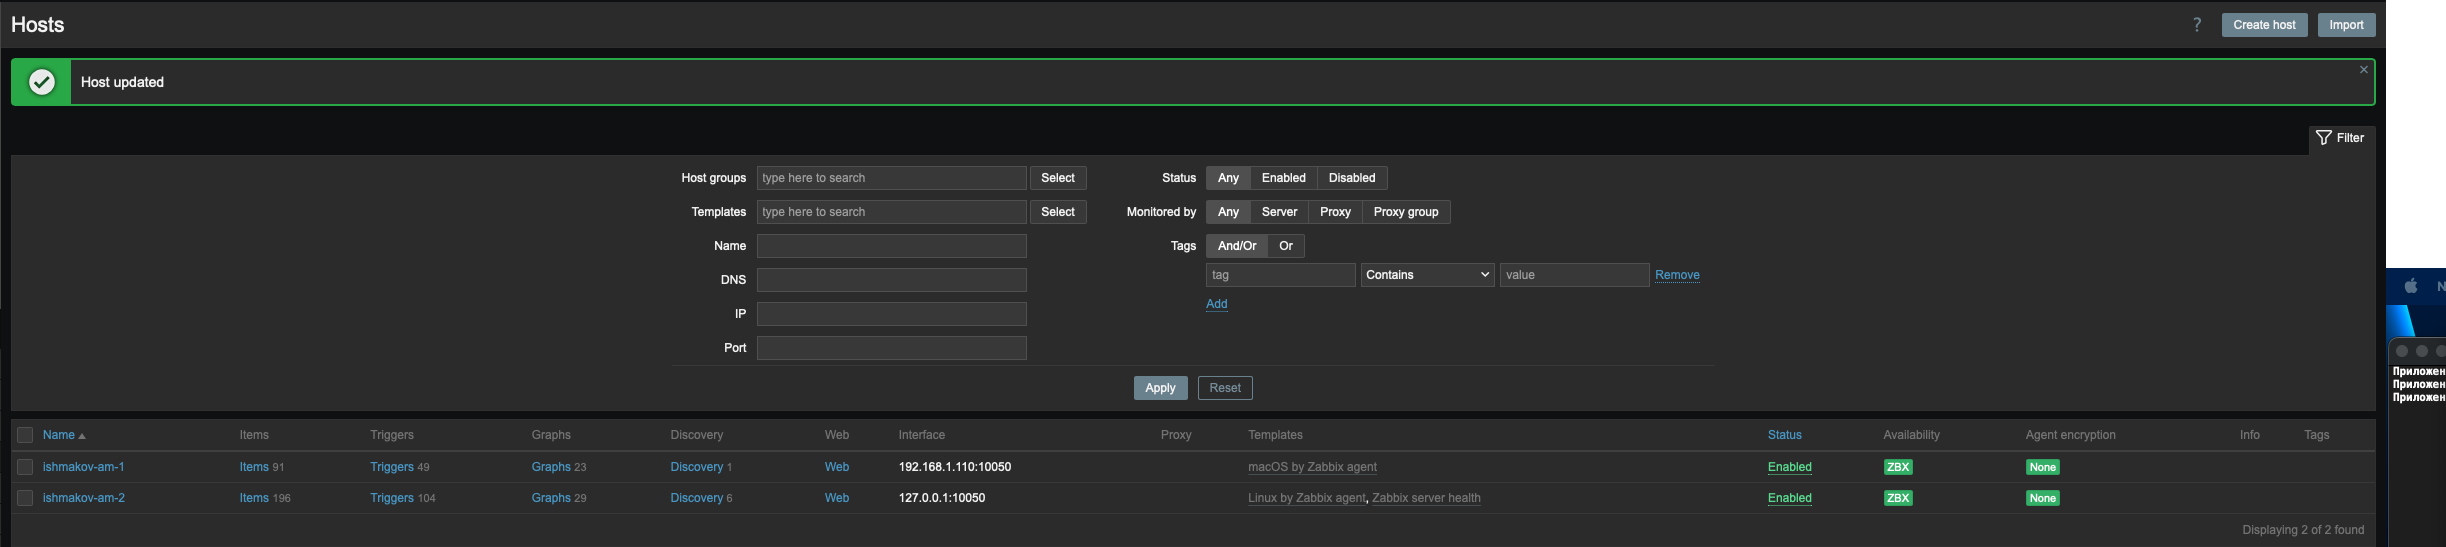 Hosts
? Create host Import
Host updated
Filter
Host groups type here to search Select Status Any Enabled Disabled
Templates type here to search Select Monitored by Any Server Proxy Proxy group
Name Tags And/Or Or
DNS tag Contains value Remove
IP Add
Port
Apply Reset
Name Items Triggers Graphs Discovery Web Interface Proxy Templates Status Availability Agent encryption Info Tags
ishmakov-am-1 Items 91 Triggers 49 Graphs 23 Discovery 1 Web 192.168.1.110:10050 macOS by Zabbix agent Enabled ZBX None
ishmakov-am-2 Items 196 Triggers 104 Graphs 29 Discovery 6 Web 127.0.0.1:10050 Linux by Zabbix agent, Zabbix server health Enabled ZBX None
Displaying 2 of 2 found
N
Приложен
Приложен
Приложен